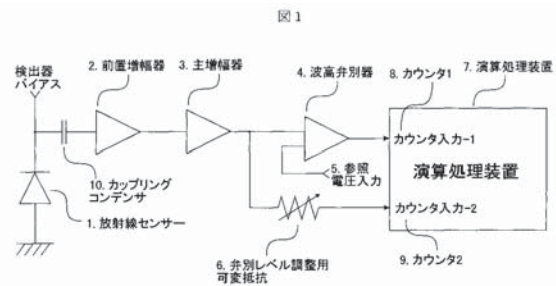 図1
検出器
バイアス
2. 前置増幅器
3. 主増幅器
4. 波高弁別器
8. カウンタ1
7. 演算処理装置
カウンタ入力-1
5. 参照
電圧入力
演算処理装置
10. カップリング
コンデンサ
カウンタ入力-2
1. 放射線センサー
6. 弁別レベル調整用
可変抵抗
9. カウンタ2